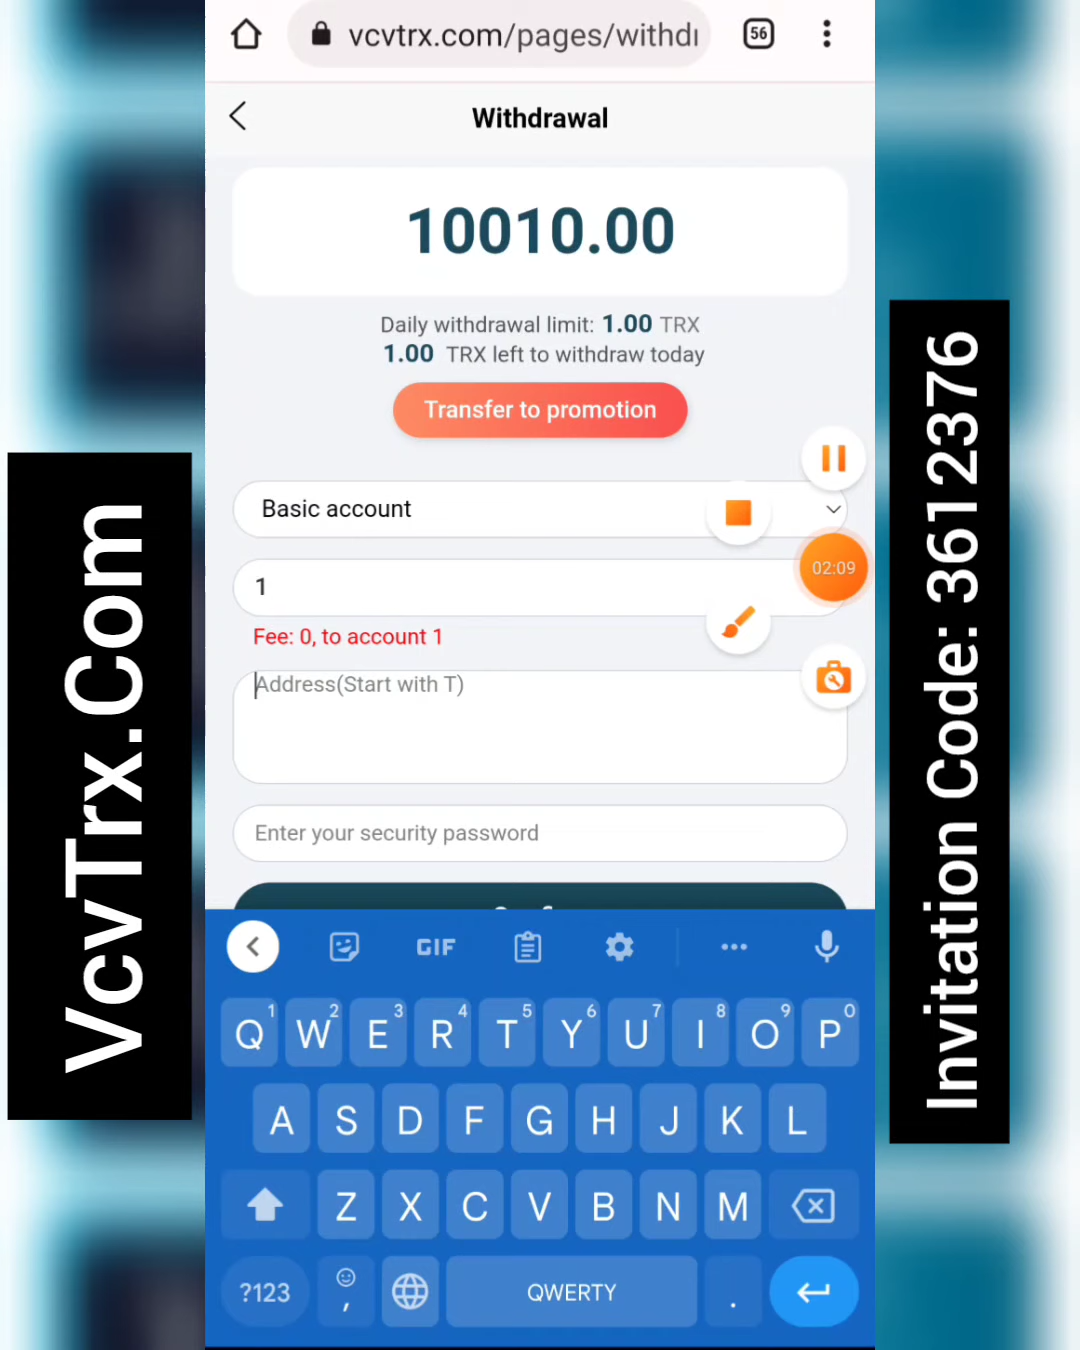 vcvtrx.com/pages/withdr
56
Withdrawal
10010.00
Daily withdrawal limit: 1.00 TRX
1.00 TRX left to withdraw today
Transfer to promotion
Basic account
1
02:09
Fee: 0, to account 1
Address(Start with T)
Enter your security password
GIF
Q1 W2 E3 R4 T5 Y6 U7 I8 O9 P0
A S D F G H J K L
Z X C V B N M
?123 , QWERTY .
VcvTrx.Com
Invitation Code: 3612376